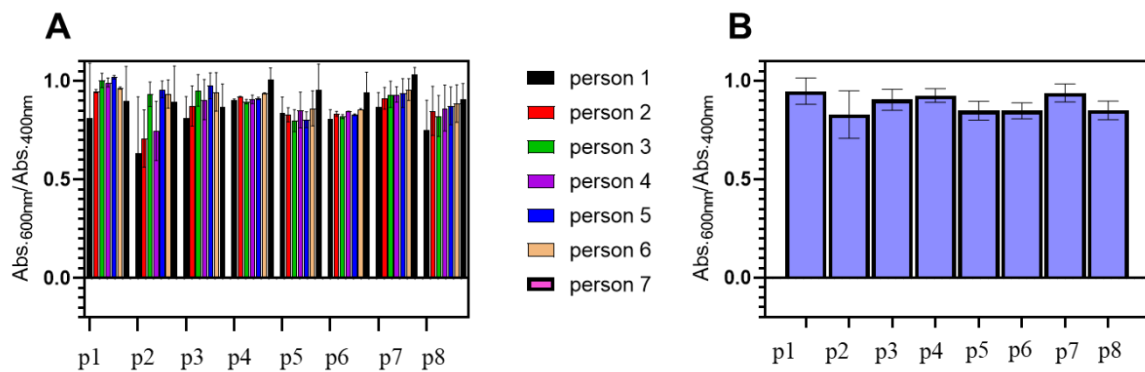 A
B
Abs.600nm/Abs.400nm
1.0
0.5
0.0
p1 p2 p3 p4 p5 p6 p7 p8
person 1
person 2
person 3
person 4
person 5
person 6
person 7
Abs.600nm/Abs.400nm
1.0
0.5
0.0
p1 p2 p3 p4 p5 p6 p7 p8